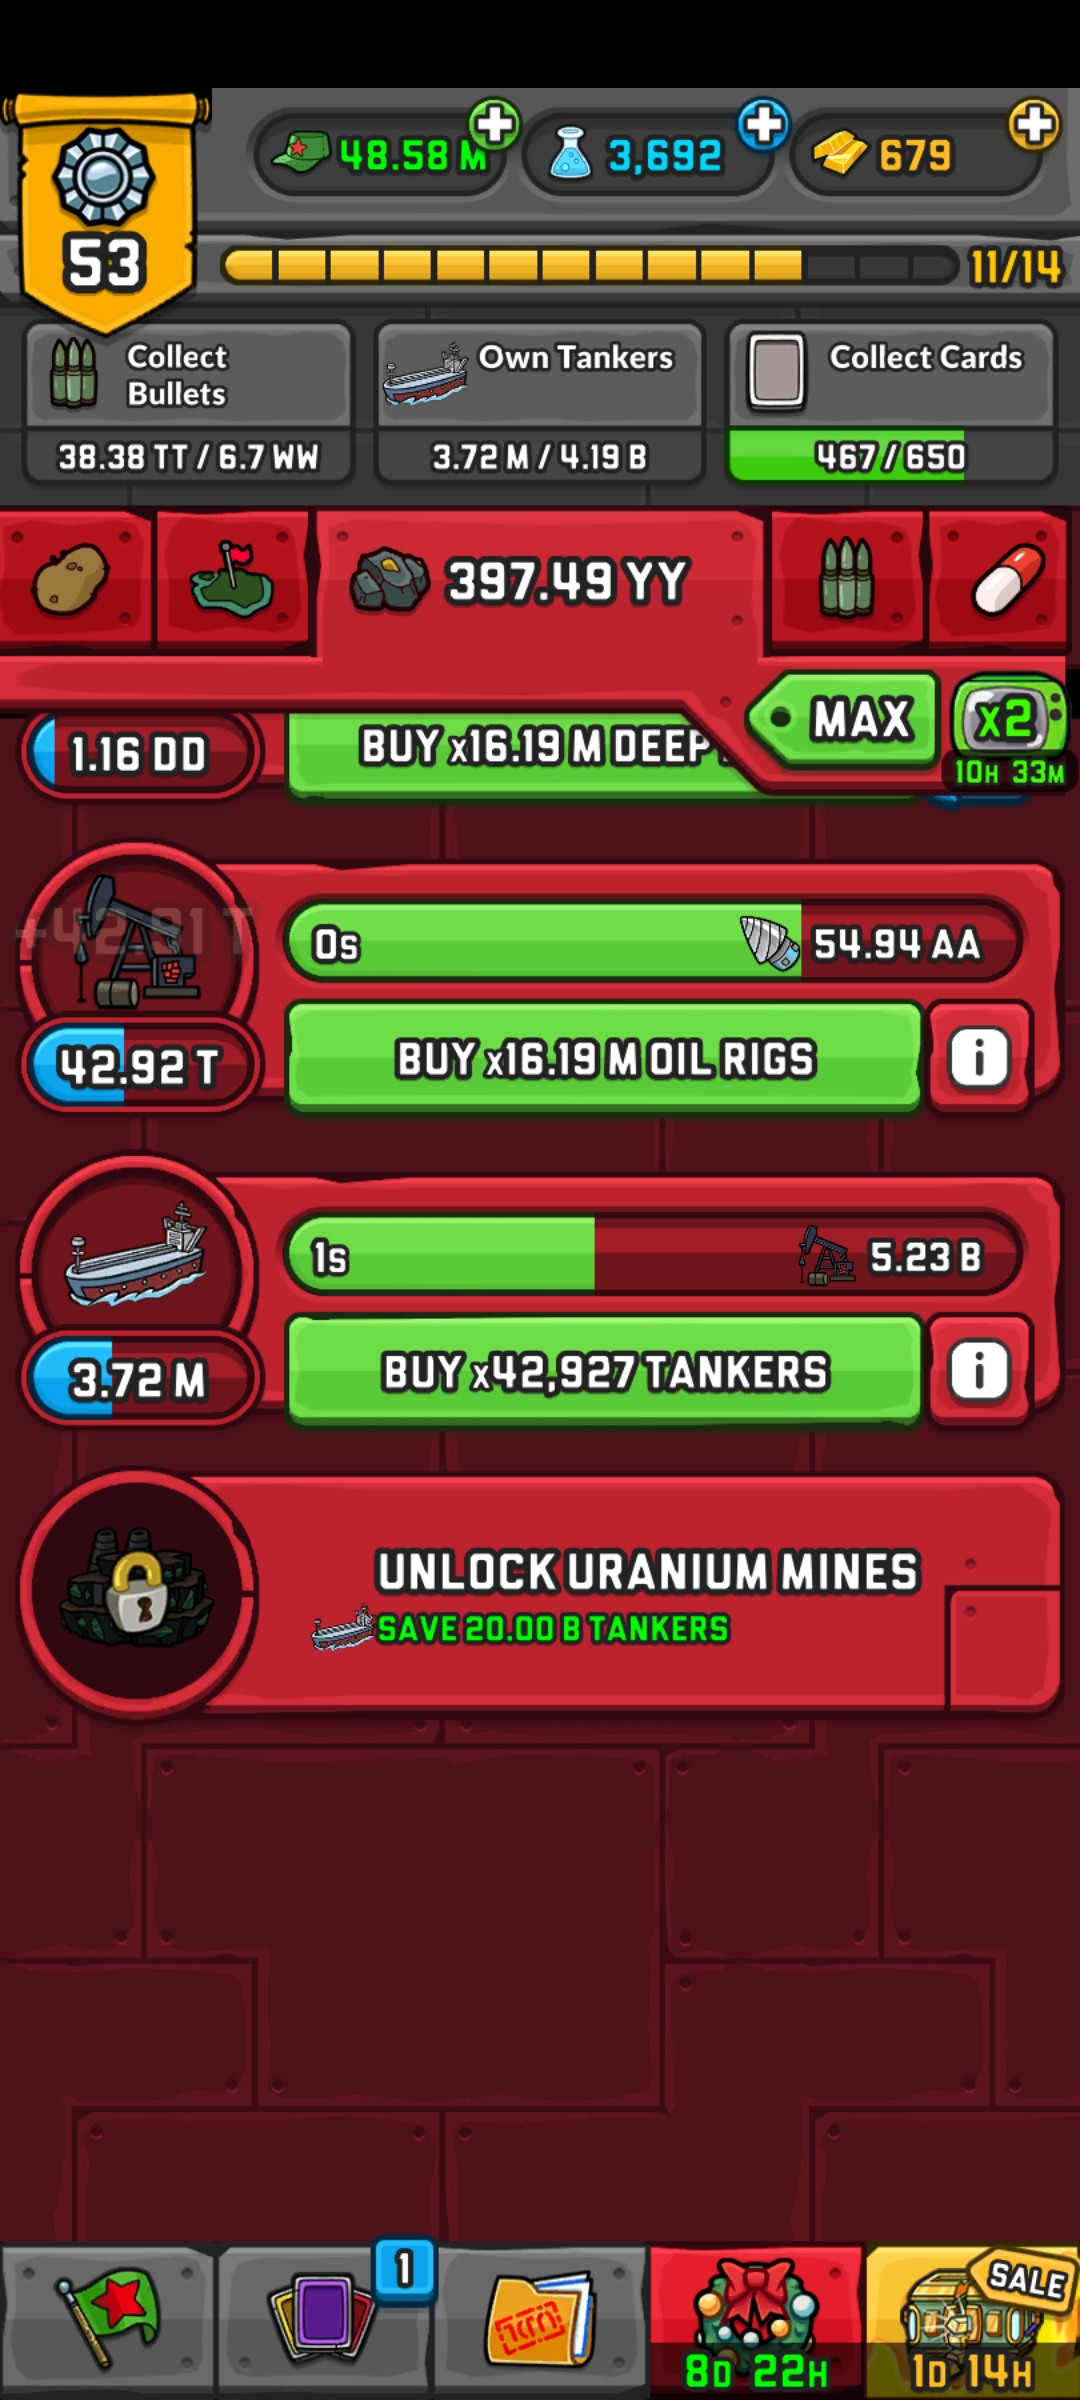 48.58 M
3,692
679
53
11/14
Collect
Bullets
38.38 TT / 6.7 WW
Own Tankers
3.72 M / 4.19 B
Collect Cards
467 / 650
397.49 YY
MAX
x2
10H 33M
1.16 DD
BUY x16.19 M DEEP
+42.91 T
0s
54.94 AA
42.92 T
BUY x16.19 M OIL RIGS
i
1s
5.23 B
3.72 M
BUY x42,927 TANKERS
i
UNLOCK URANIUM MINES
SAVE 20.00 B TANKERS
1
8D 22H
SALE
1D 14H